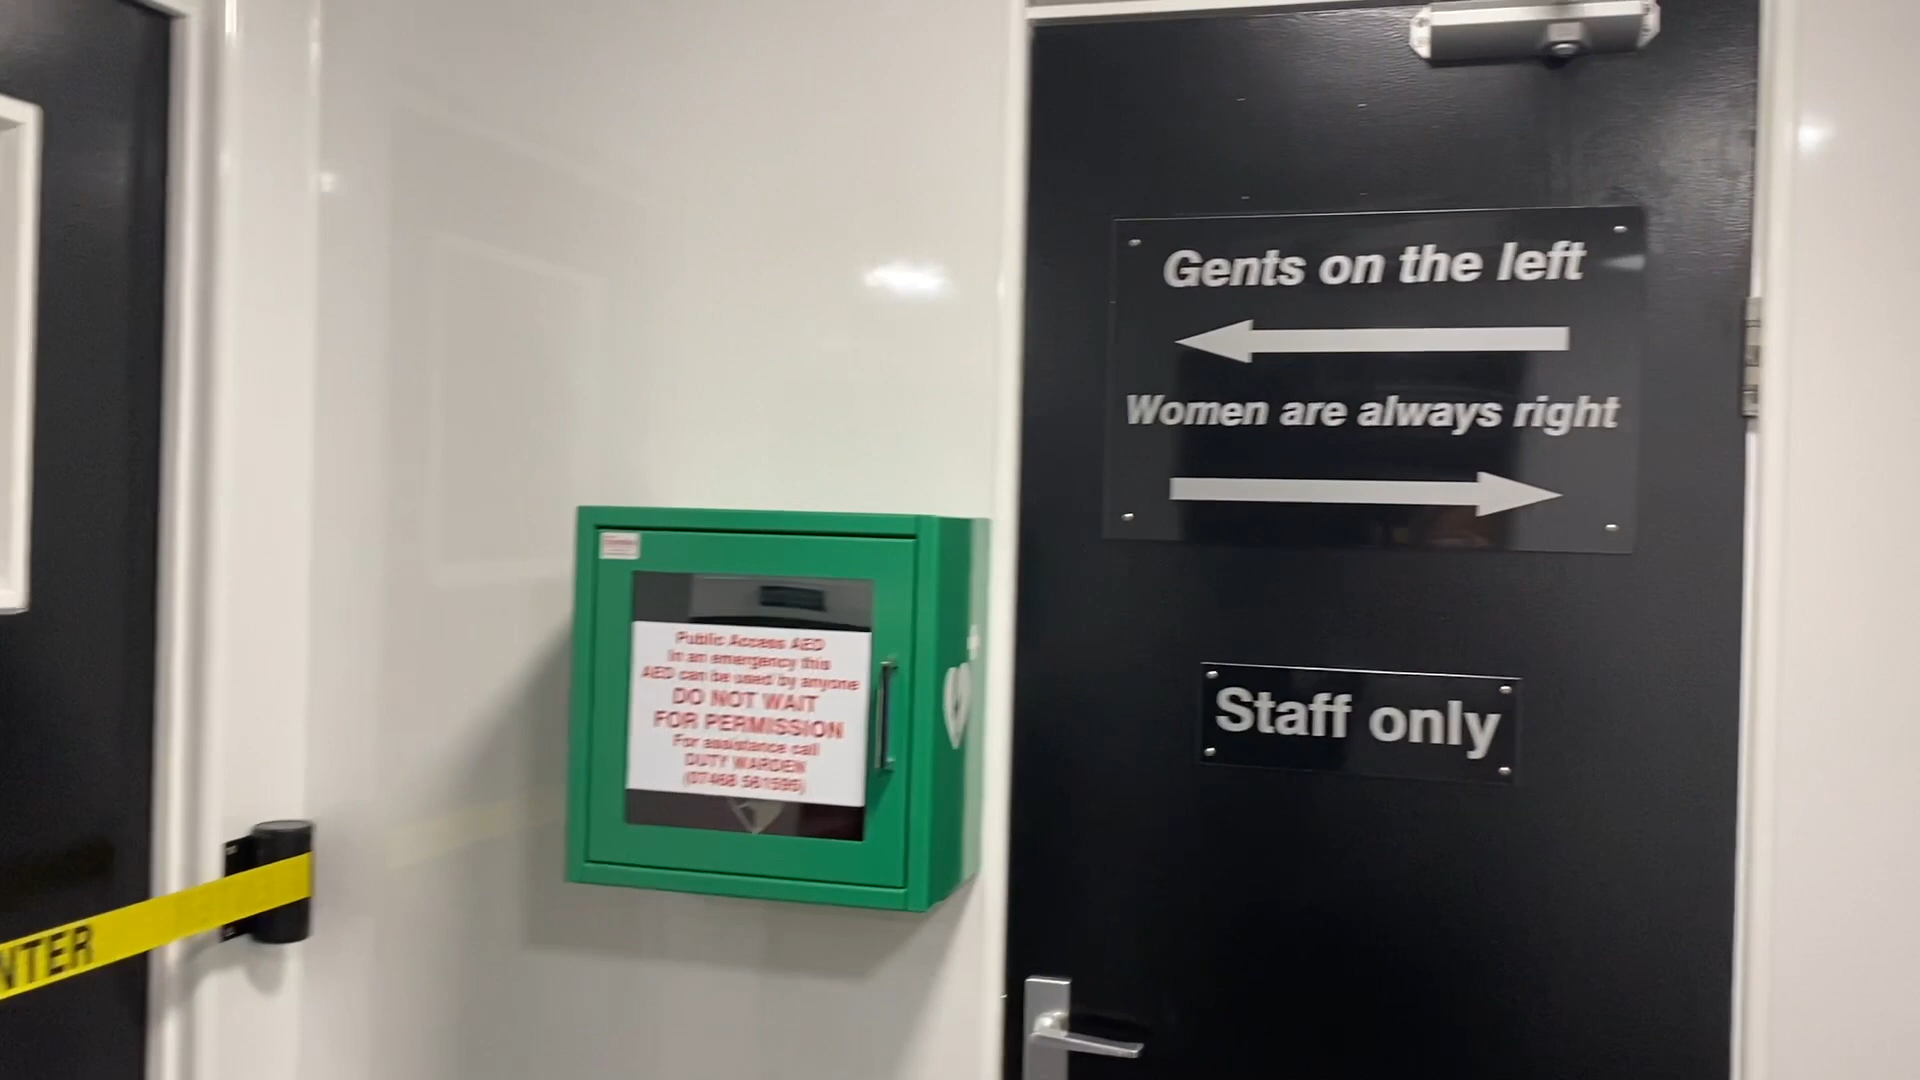 Gents on the left
Women are always right
Staff only
Public Access AED
In an emergency this
AED can be used by anyone
DO NOT WAIT
FOR PERMISSION
For assistance call
DUTY WARDEN
NTER